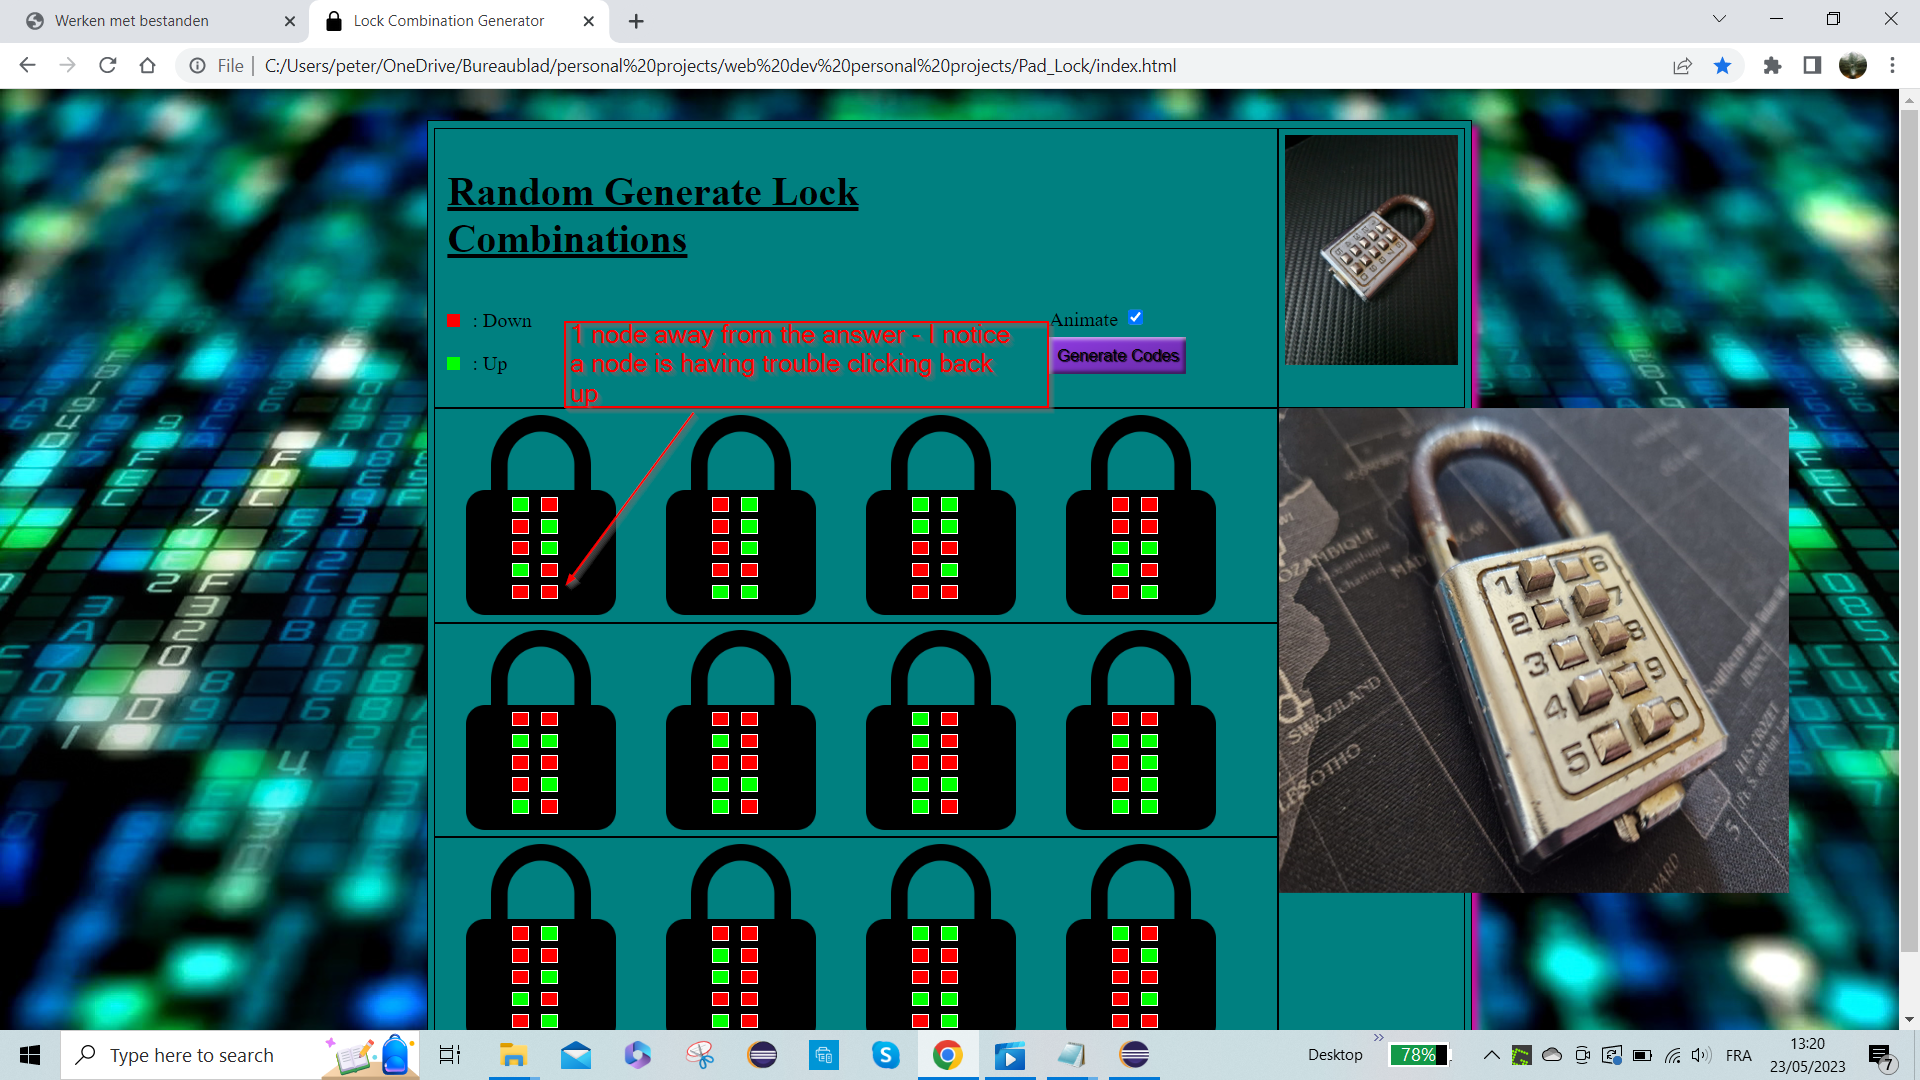 Werken met bestanden
Lock Combination Generator
File
C:/Users/peter/OneDrive/Bureaublad/personal%20projects/web%20dev%20personal%20projects/Pad_Lock/index.html
Random Generate Lock
Combinations
: Down
: Up
1 node away from the answer - I notice
a node is having trouble clicking back
up
Animate
Generate Codes
1 6
2 7
3 8
4 9
5 0
MOZAMBIQUE
Channel
SWAZILAND
LESOTHO
Type here to search
Desktop
78%
FRA
13:20
23/05/2023
7